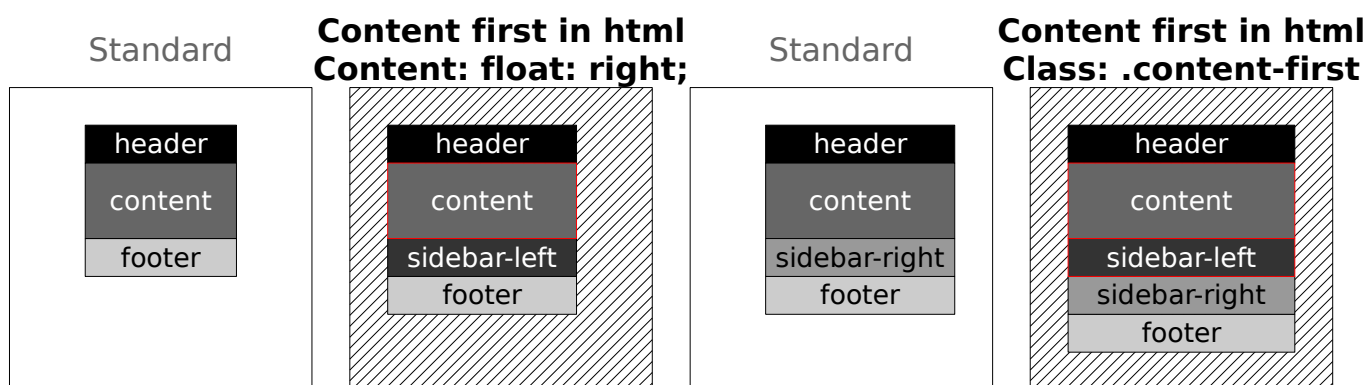 Standard
header
content
footer
Content first in html
Content: float: right;
header
content
sidebar-left
footer
Standard
header
content
sidebar-right
footer
Content first in html
Class: .content-first
header
content
sidebar-left
sidebar-right
footer